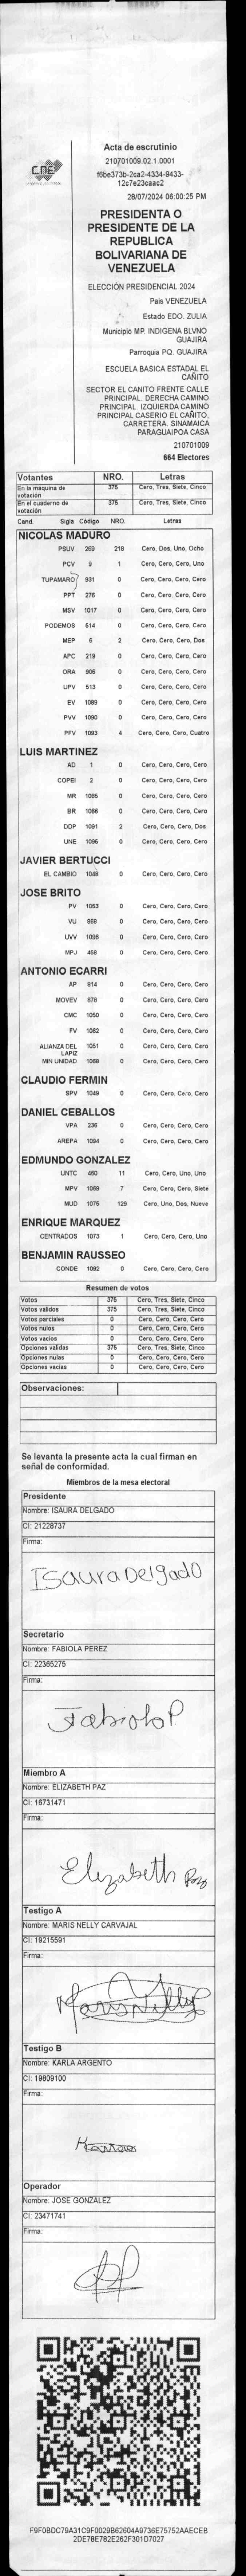 CNE
Acta de escrutinio
210701009.02.1.0001
f6be373b-2ca2-4334-9433-
12c7e23caac2
28/07/2024 06:00:25 PM
PRESIDENTA O
PRESIDENTE DE LA
REPUBLICA
BOLIVARIANA DE
VENEZUELA
ELECCIÓN PRESIDENCIAL 2024
Pais VENEZUELA
Estado EDO. ZULIA
Municipio MP. INDIGENA BLVNO
GUAJIRA
Parroquia PQ. GUAJIRA
ESCUELA BASICA ESTADAL EL
CAÑITO
SECTOR EL CANITO FRENTE CALLE
PRINCIPAL. DERECHA CAMINO
PRINCIPAL. IZQUIERDA CAMINO
PRINCIPAL CASERIO EL CAÑITO,
CARRETERA. SINAMAICA
PARAGUAIPOA CASA
210701009
664 Electores
Votantes NRO. Letras
En la máquina de votación 375 Cero, Tres, Siete, Cinco
En el cuaderno de votación 375 Cero, Tres, Siete, Cinco
Cand. Sigla Código NRO. Letras
NICOLAS MADURO
PSUV 269 218 Cero, Dos, Uno, Ocho
PCV 9 1 Cero, Cero, Cero, Uno
TUPAMARO 931 0 Cero, Cero, Cero, Cero
PPT 276 0 Cero, Cero, Cero, Cero
MSV 1017 0 Cero, Cero, Cero, Cero
PODEMOS 514 0 Cero, Cero, Cero, Cero
MEP 6 2 Cero, Cero, Cero, Dos
APC 219 0 Cero, Cero, Cero, Cero
ORA 906 0 Cero, Cero, Cero, Cero
UPV 513 0 Cero, Cero, Cero, Cero
EV 1089 0 Cero, Cero, Cero, Cero
PVV 1090 0 Cero, Cero, Cero, Cero
PFV 1093 4 Cero, Cero, Cero, Cuatro
LUIS MARTINEZ
AD 1 0 Cero, Cero, Cero, Cero
COPEI 2 0 Cero, Cero, Cero, Cero
MR 1065 0 Cero, Cero, Cero, Cero
BR 1066 0 Cero, Cero, Cero, Cero
DDP 1091 2 Cero, Cero, Cero, Dos
UNE 1095 0 Cero, Cero, Cero, Cero
JAVIER BERTUCCI
EL CAMBIO 1048 0 Cero, Cero, Cero, Cero
JOSE BRITO
PV 1053 0 Cero, Cero, Cero, Cero
VU 868 0 Cero, Cero, Cero, Cero
UVV 1096 0 Cero, Cero, Cero, Cero
MPJ 458 0 Cero, Cero, Cero, Cero
ANTONIO ECARRI
AP 914 0 Cero, Cero, Cero, Cero
MOVEV 878 0 Cero, Cero, Cero, Cero
CMC 1050 0 Cero, Cero, Cero, Cero
FV 1062 0 Cero, Cero, Cero, Cero
ALIANZA DEL LAPIZ 1051 0 Cero, Cero, Cero, Cero
MIN UNIDAD 1068 0 Cero, Cero, Cero, Cero
CLAUDIO FERMIN
SPV 1049 0 Cero, Cero, Cero, Cero
DANIEL CEBALLOS
VPA 236 0 Cero, Cero, Cero, Cero
AREPA 1094 0 Cero, Cero, Cero, Cero
EDMUNDO GONZALEZ
UNTC 460 11 Cero, Cero, Uno, Uno
MPV 1069 7 Cero, Cero, Cero, Siete
MUD 1075 129 Cero, Uno, Dos, Nueve
ENRIQUE MARQUEZ
CENTRADOS 1073 1 Cero, Cero, Cero, Uno
BENJAMIN RAUSSEO
CONDE 1092 0 Cero, Cero, Cero, Cero
Resumen de votos
Votos 375 Cero, Tres, Siete, Cinco
Votos validos 375 Cero, Tres, Siete, Cinco
Votos parciales 0 Cero, Cero, Cero, Cero
Votos nulos 0 Cero, Cero, Cero, Cero
Votos vacios 0 Cero, Cero, Cero, Cero
Opciones validas 375 Cero, Tres, Siete, Cinco
Opciones nulas 0 Cero, Cero, Cero, Cero
Opciones vacias 0 Cero, Cero, Cero, Cero
Observaciones:
Se levanta la presente acta la cual firman en
señal de conformidad.
Miembros de la mesa electoral
Presidente
Nombre: ISAURA DELGADO
CI: 21228737
Firma:
Isaura Delgado
Secretario
Nombre: FABIOLA PEREZ
CI: 22365275
Firma:
Fabiola P
Miembro A
Nombre: ELIZABETH PAZ
CI: 16731471
Firma:
Elizabeth Paz
Testigo A
Nombre: MARIS NELLY CARVAJAL
CI: 19215591
Firma:
Maris Nelly
Testigo B
Nombre: KARLA ARGENTO
CI: 19809100
Firma:
Operador
Nombre: JOSE GONZALEZ
CI: 23471741
Firma:
F9F0BDC79A31C9F0029B62604A9736E75752AAECEB
2DE78E782E262F301D7027